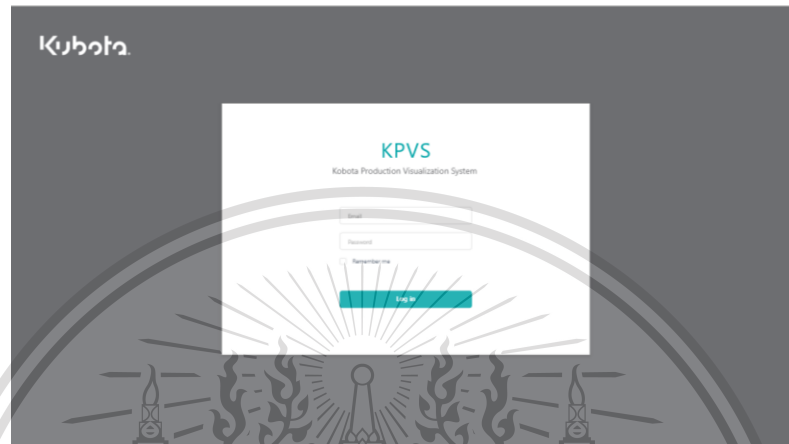 Kubota.
KPVS
Kobota Production Visualization System
Email
Password
Remember me
Log in